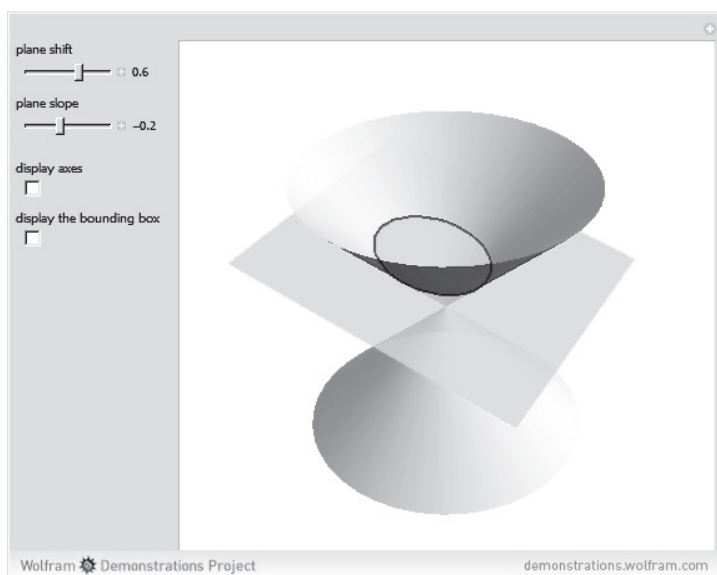 plane shift
0.6
plane slope
-0.2
display axes
display the bounding box
Wolfram Demonstrations Project
demonstrations.wolfram.com